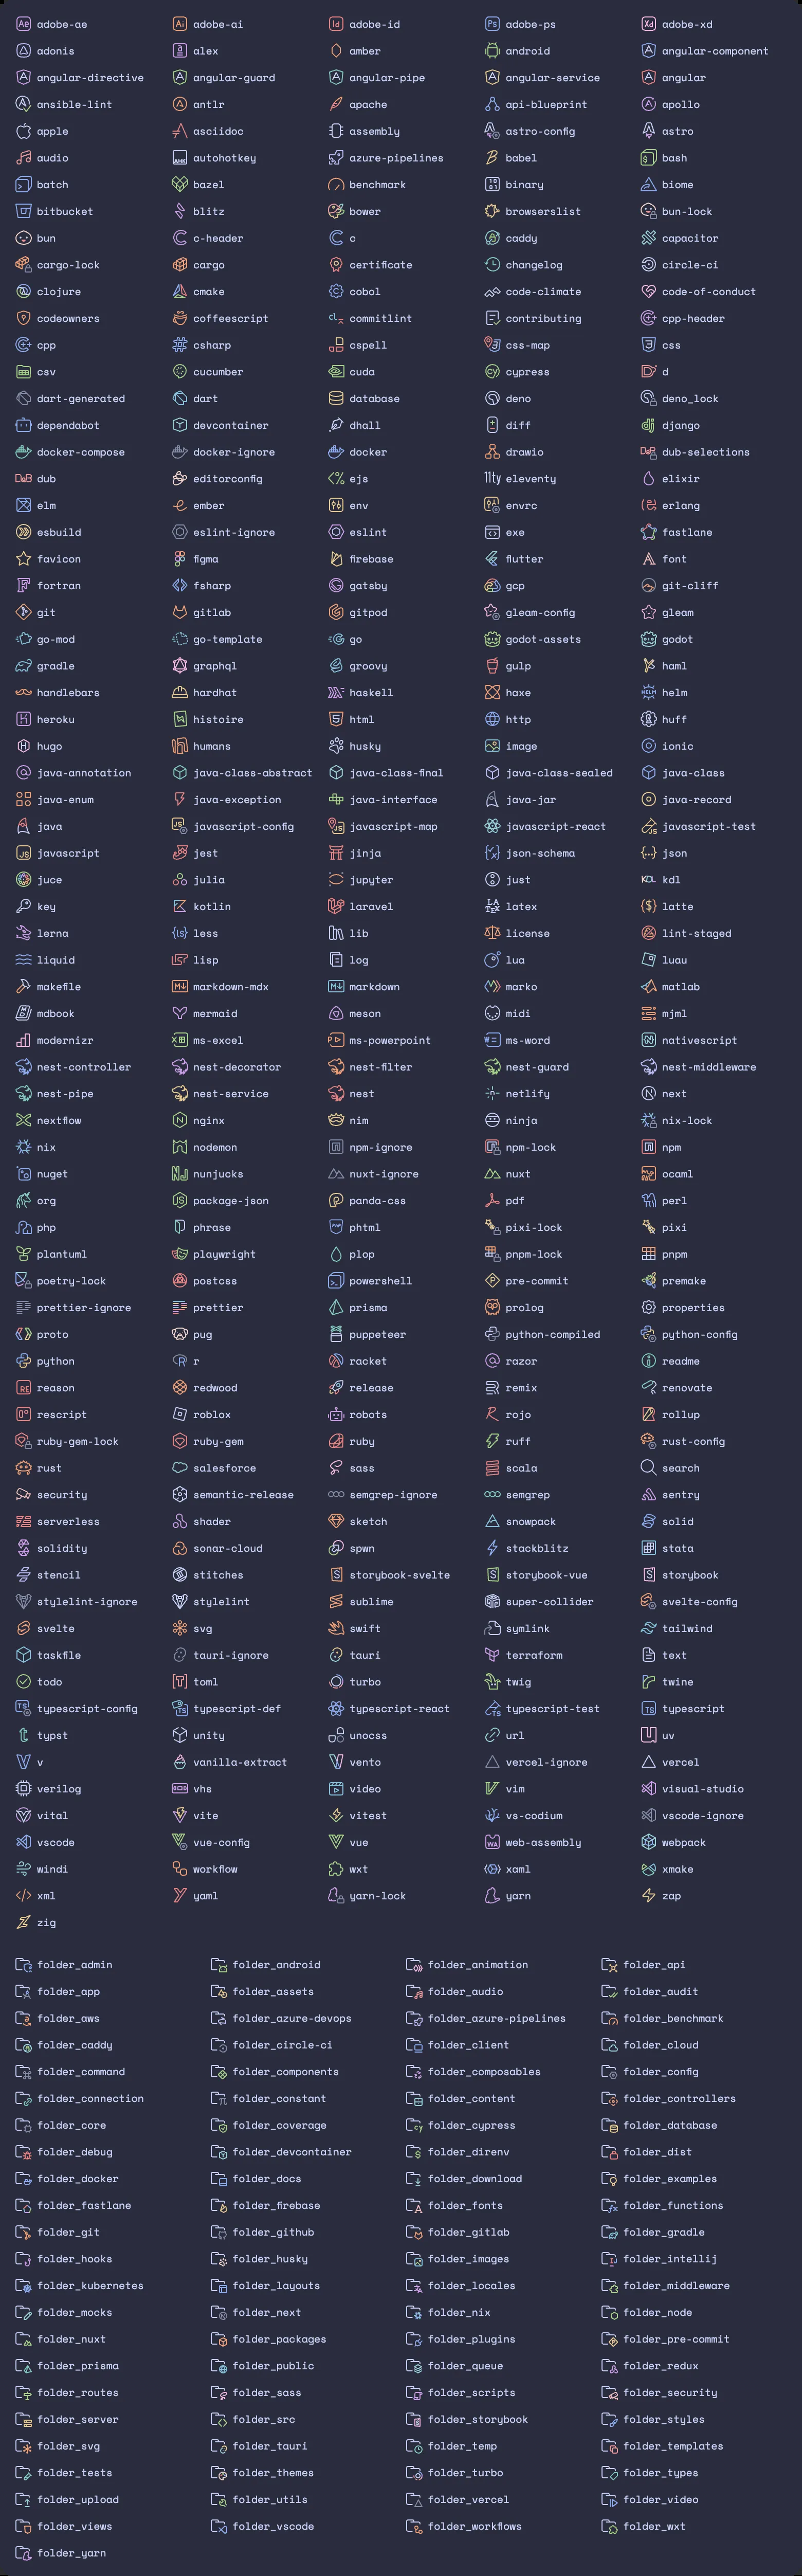 adobe-ae adobe-ai adobe-id adobe-ps adobe-xd
adonis alex amber android angular-component
angular-directive angular-guard angular-pipe angular-service angular
ansible-lint antlr apache api-blueprint apollo
apple asciidoc assembly astro-config astro
audio autohotkey azure-pipelines babel bash
batch bazel benchmark binary biome
bitbucket blitz bower browserslist bun-lock
bun c-header c caddy capacitor
cargo-lock cargo certificate changelog circle-ci
clojure cmake cobol code-climate code-of-conduct
codeowners coffeescript commitlint contributing cpp-header
cpp csharp cspell css-map css
csv cucumber cuda cypress d
dart-generated dart database deno deno_lock
dependabot devcontainer dhall diff django
docker-compose docker-ignore docker drawio dub-selections
dub editorconfig ejs eleventy elixir
elm ember env envrc erlang
esbuild eslint-ignore eslint exe fastlane
favicon figma firebase flutter font
fortran fsharp gatsby gcp git-cliff
git gitlab gitpod gleam-config gleam
go-mod go-template go godot-assets godot
gradle graphql groovy gulp haml
handlebars hardhat haskell haxe helm
heroku histoire html http huff
hugo humans husky image ionic
java-annotation java-class-abstract java-class-final java-class-sealed java-class
java-enum java-exception java-interface java-jar java-record
java javascript-config javascript-map javascript-react javascript-test
javascript jest jinja json-schema json
juce julia jupyter just kdl
key kotlin laravel latex latte
lerna less lib license lint-staged
liquid lisp log lua luau
makefile markdown-mdx markdown marko matlab
mdbook mermaid meson midi mjml
modernizr ms-excel ms-powerpoint ms-word nativescript
nest-controller nest-decorator nest-filter nest-guard nest-middleware
nest-pipe nest-service nest netlify next
nextflow nginx nim ninja nix-lock
nix nodemon npm-ignore npm-lock npm
nuget nunjucks nuxt-ignore nuxt ocaml
org package-json panda-css pdf perl
php phrase phtml pixi-lock pixi
plantuml playwright plop pnpm-lock pnpm
poetry-lock postcss powershell pre-commit premake
prettier-ignore prettier prisma prolog properties
proto pug puppeteer python-compiled python-config
python r racket razor readme
reason redwood release remix renovate
rescript roblox robots rojo rollup
ruby-gem-lock ruby-gem ruby ruff rust-config
rust salesforce sass scala search
security semantic-release semgrep-ignore semgrep sentry
serverless shader sketch snowpack solid
solidity sonar-cloud spwn stackblitz stata
stencil stitches storybook-svelte storybook-vue storybook
stylelint-ignore stylelint sublime super-collider svelte-config
svelte svg swift symlink tailwind
taskfile tauri-ignore tauri terraform text
todo toml turbo twig twine
typescript-config typescript-def typescript-react typescript-test typescript
typst unity unocss url uv
v vanilla-extract vento vercel-ignore vercel
verilog vhs video vim visual-studio
vital vite vitest vs-codium vscode-ignore
vscode vue-config vue web-assembly webpack
windi workflow wxt xaml xmake
xml yaml yarn-lock yarn zap
zig
folder_admin folder_android folder_animation folder_api
folder_app folder_assets folder_audio folder_audit
folder_aws folder_azure-devops folder_azure-pipelines folder_benchmark
folder_caddy folder_circle-ci folder_client folder_cloud
folder_command folder_components folder_composables folder_config
folder_connection folder_constant folder_content folder_controllers
folder_core folder_coverage folder_cypress folder_database
folder_debug folder_devcontainer folder_direnv folder_dist
folder_docker folder_docs folder_download folder_examples
folder_fastlane folder_firebase folder_fonts folder_functions
folder_git folder_github folder_gitlab folder_gradle
folder_hooks folder_husky folder_images folder_intellij
folder_kubernetes folder_layouts folder_locales folder_middleware
folder_mocks folder_next folder_nix folder_node
folder_nuxt folder_packages folder_plugins folder_pre-commit
folder_prisma folder_public folder_queue folder_redux
folder_routes folder_sass folder_scripts folder_security
folder_server folder_src folder_storybook folder_styles
folder_svg folder_tauri folder_temp folder_templates
folder_tests folder_themes folder_turbo folder_types
folder_upload folder_utils folder_vercel folder_video
folder_views folder_vscode folder_workflows folder_wxt
folder_yarn